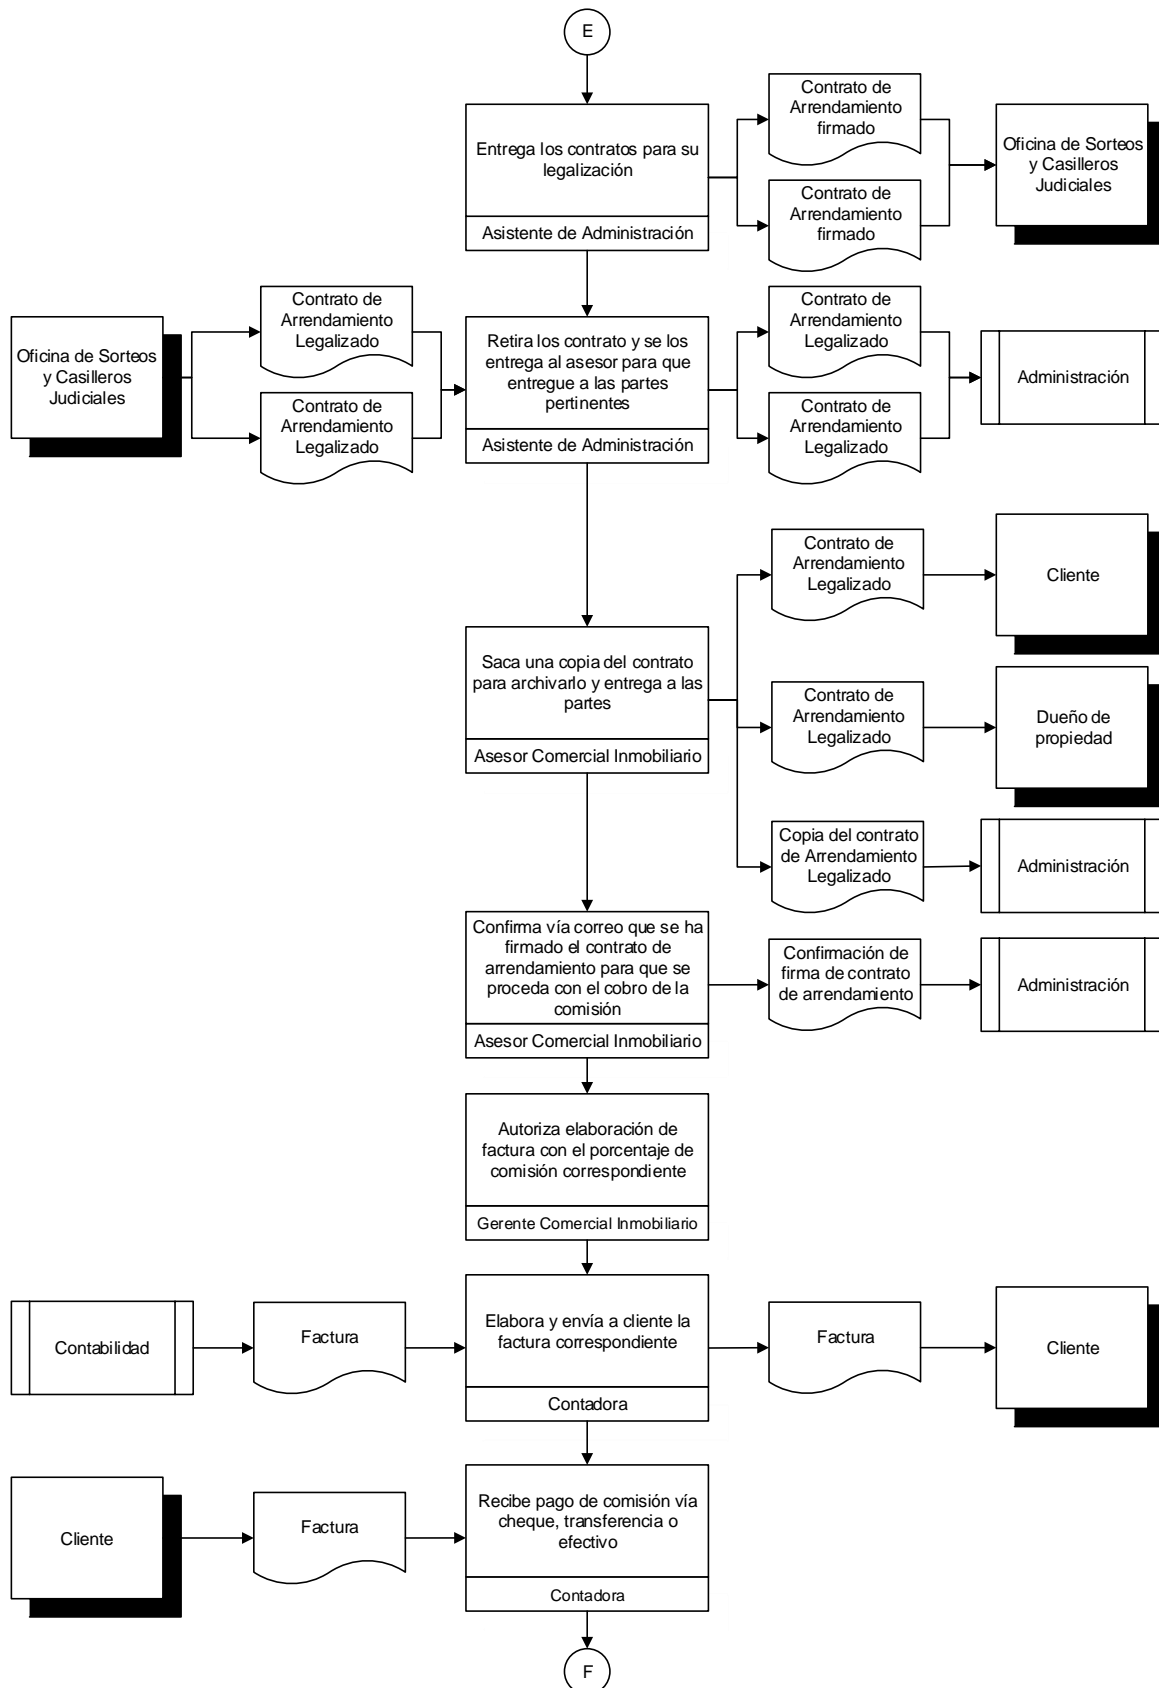 E
Entrega los contratos para su
legalización
Asistente de Administración
Contrato de
Arrendamiento
firmado
Contrato de
Arrendamiento
firmado
Oficina de Sorteos
y Casilleros
Judiciales
Oficina de Sorteos
y Casilleros
Judiciales
Contrato de
Arrendamiento
Legalizado
Contrato de
Arrendamiento
Legalizado
Retira los contrato y se los
entrega al asesor para que
entregue a las partes
pertinentes
Asistente de Administración
Contrato de
Arrendamiento
Legalizado
Contrato de
Arrendamiento
Legalizado
Administración
Saca una copia del contrato
para archivarlo y entrega a las
partes
Asesor Comercial Inmobiliario
Contrato de
Arrendamiento
Legalizado
Cliente
Contrato de
Arrendamiento
Legalizado
Dueño de
propiedad
Copia del contrato
de Arrendamiento
Legalizado
Administración
Confirma vía correo que se ha
firmado el contrato de
arrendamiento para que se
proceda con el cobro de la
comisión
Asesor Comercial Inmobiliario
Confirmación de
firma de contrato
de arrendamiento
Administración
Autoriza elaboración de
factura con el porcentaje de
comisión correspondiente
Gerente Comercial Inmobiliario
Contabilidad
Factura
Elabora y envía a cliente la
factura correspondiente
Contadora
Factura
Cliente
Cliente
Factura
Recibe pago de comisión vía
cheque, transferencia o
efectivo
Contadora
F